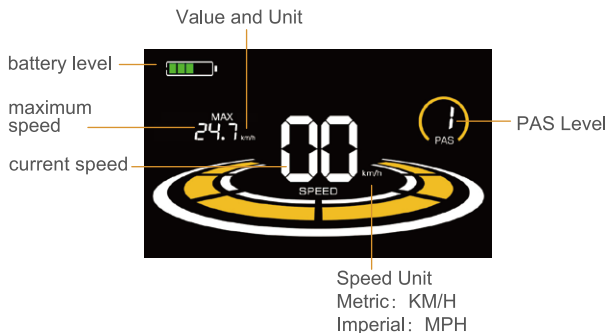 Value and Unit
battery level
maximum
speed
MAX
24.7 km/h
1
PAS
PAS Level
current speed
00
km/h
SPEED
Speed Unit
Metric: KM/H
Imperial: MPH